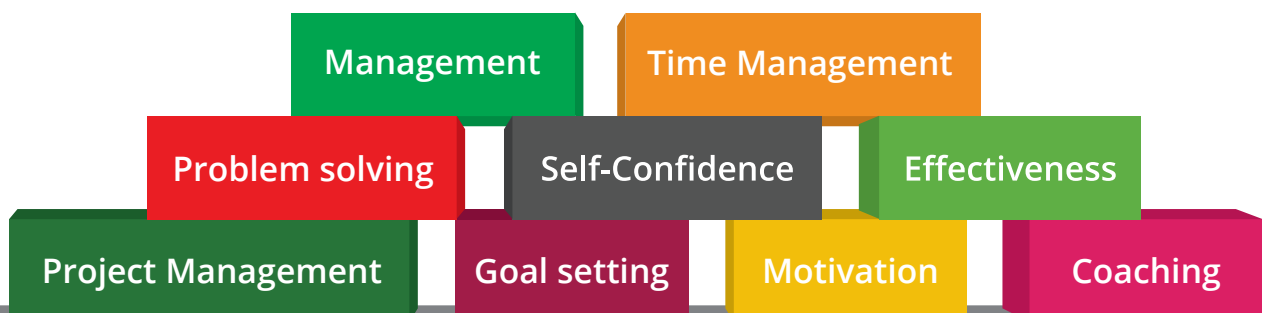 Management
Time Management
Problem solving
Self-Confidence
Effectiveness
Project Management
Goal setting
Motivation
Coaching